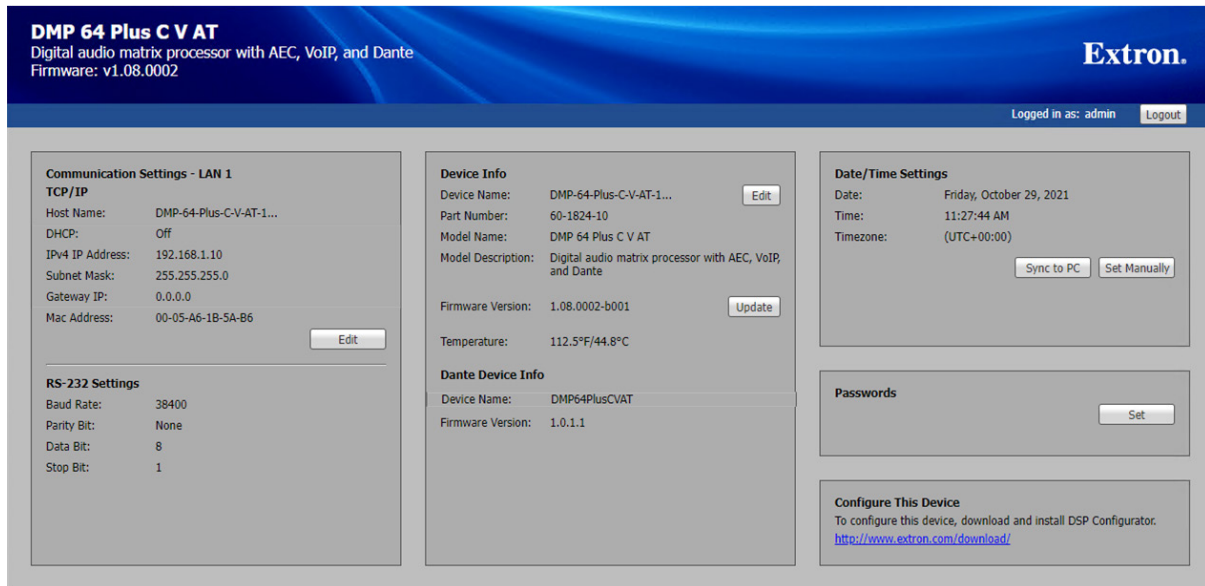 DMP 64 Plus C V AT
Digital audio matrix processor with AEC, VoIP, and Dante
Firmware: v1.08.0002
Extron.
Logged in as: admin
Logout
Communication Settings - LAN 1
TCP/IP
Host Name: DMP-64-Plus-C-V-AT-1...
DHCP: Off
IPv4 IP Address: 192.168.1.10
Subnet Mask: 255.255.255.0
Gateway IP: 0.0.0.0
Mac Address: 00-05-A6-1B-5A-B6
Edit
RS-232 Settings
Baud Rate: 38400
Parity Bit: None
Data Bit: 8
Stop Bit: 1
Device Info
Device Name: DMP-64-Plus-C-V-AT-1... Edit
Part Number: 60-1824-10
Model Name: DMP 64 Plus C V AT
Model Description: Digital audio matrix processor with AEC, VoIP,
and Dante
Firmware Version: 1.08.0002-b001 Update
Temperature: 112.5°F/44.8°C
Dante Device Info
Device Name: DMP64PlusCVAT
Firmware Version: 1.0.1.1
Date/Time Settings
Date: Friday, October 29, 2021
Time: 11:27:44 AM
Timezone: (UTC+00:00)
Sync to PC Set Manually
Passwords
Set
Configure This Device
To configure this device, download and install DSP Configurator.
http://www.extron.com/download/